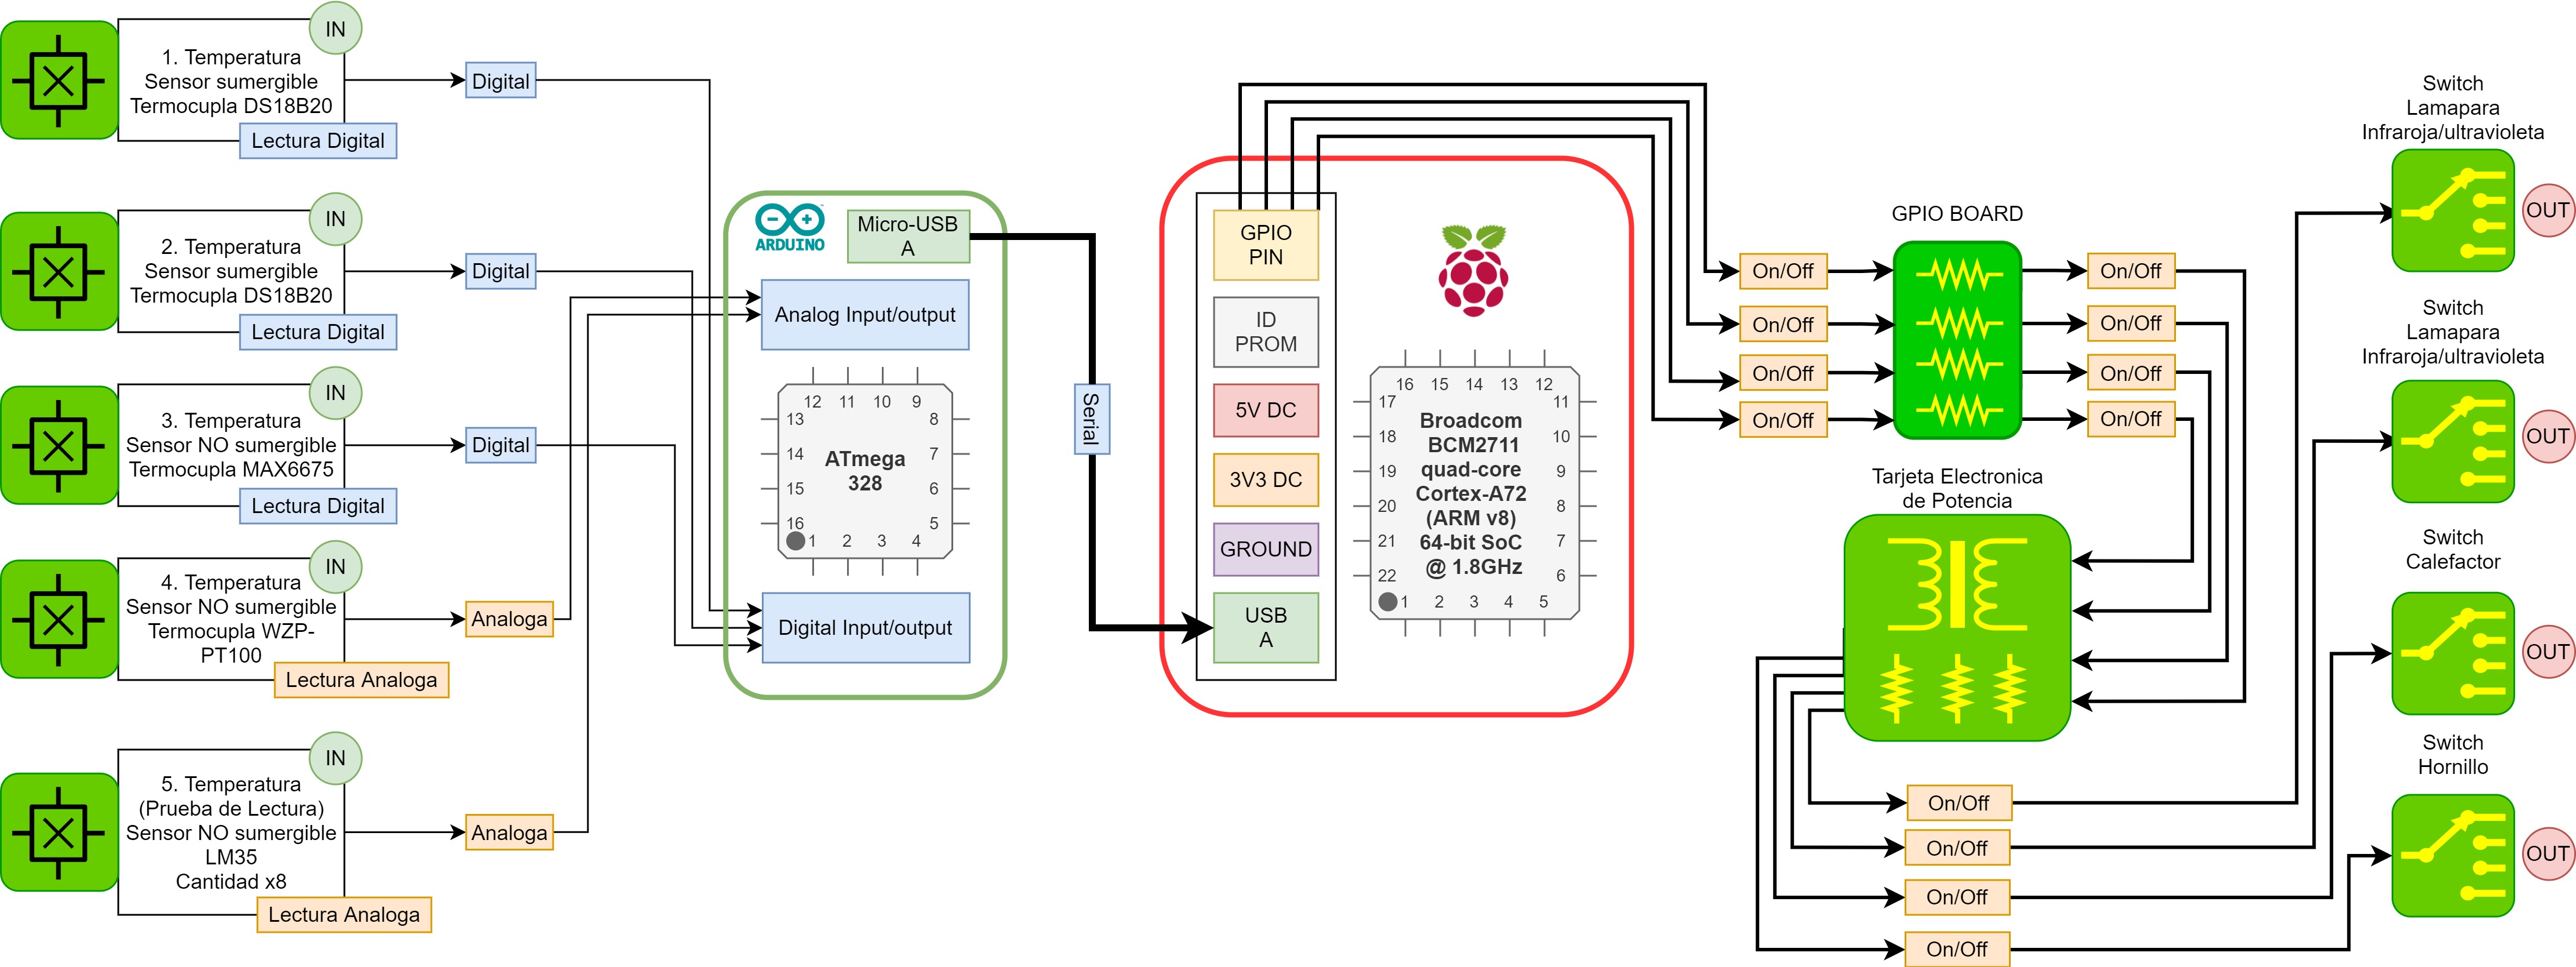 IN
1. Temperatura
Sensor sumergible
Termocupla DS18B20
Lectura Digital
Digital
IN
2. Temperatura
Sensor sumergible
Termocupla DS18B20
Lectura Digital
Digital
IN
3. Temperatura
Sensor NO sumergible
Termocupla MAX6675
Lectura Digital
Digital
IN
4. Temperatura
Sensor NO sumergible
Termocupla WZP-
PT100
Lectura Analoga
Analoga
IN
5. Temperatura
(Prueba de Lectura)
Sensor NO sumergible
LM35
Cantidad x8
Lectura Analoga
Analoga
ARDUINO
Micro-USB
A
Analog Input/output
12 11 10 9
13 8
14 7
15 6
16 5
1 2 3 4
ATmega
328
Digital Input/output
Serial
GPIO
PIN
ID
PROM
5V DC
3V3 DC
GROUND
USB
A
16 15 14 13 12
17 11
18 10
19 9
20 8
21 7
22 6
1 2 3 4 5
Broadcom
BCM2711
quad-core
Cortex-A72
(ARM v8)
64-bit SoC
@ 1.8GHz
On/Off
On/Off
On/Off
On/Off
GPIO BOARD
On/Off
On/Off
On/Off
On/Off
Tarjeta Electronica
de Potencia
On/Off
On/Off
On/Off
On/Off
Switch
Lamapara
Infraroja/ultravioleta
OUT
Switch
Lamapara
Infraroja/ultravioleta
OUT
Switch
Calefactor
OUT
Switch
Hornillo
OUT